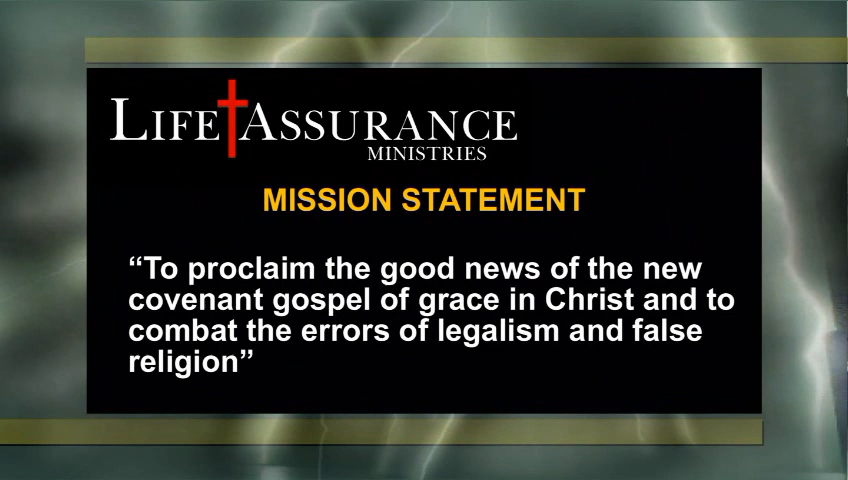 LIFE ASSURANCE
MINISTRIES
MISSION STATEMENT
“To proclaim the good news of the new
covenant gospel of grace in Christ and to
combat the errors of legalism and false
religion”